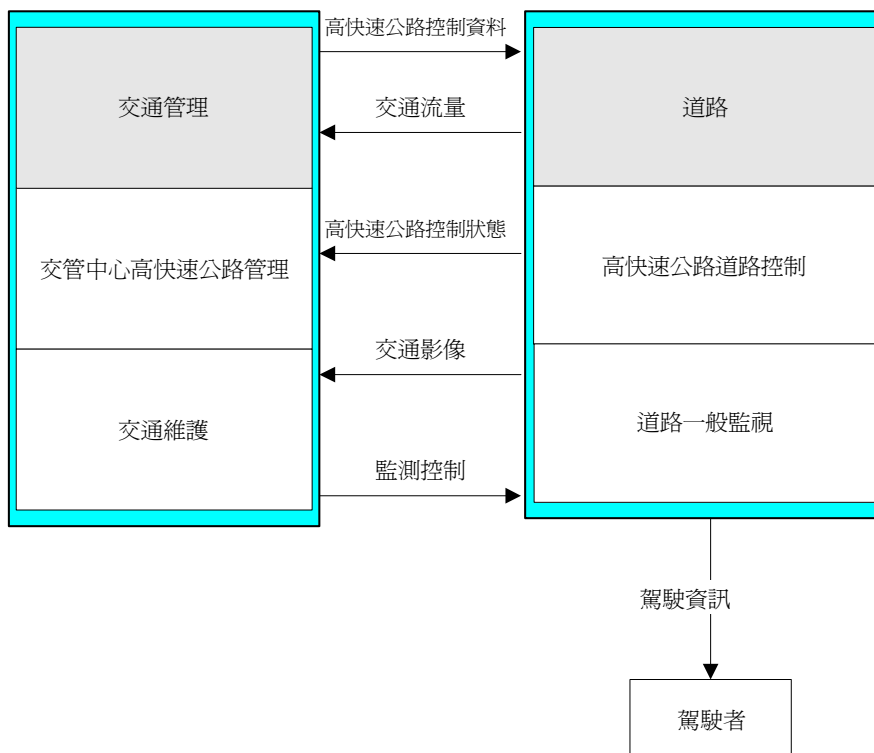 高快速公路控制資料
交通管理
交通流量
道路
高快速公路控制狀態
交管中心高快速公路管理
高快速公路道路控制
交通影像
交通維護
道路一般監視
監測控制
駕駛資訊
駕駛者